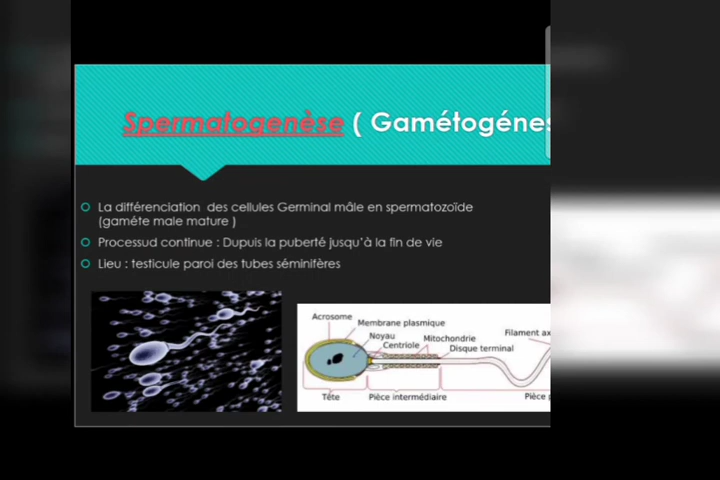 Spermatogenèse ( Gamétogénes
La différenciation des cellules Germinal mâle en spermatozoïde
(gaméte male mature )
Processud continue : Dupuis la puberté jusqu'à la fin de vie
Lieu : testicule paroi des tubes séminifères
Acrosome
Membrane plasmique
Noyau
Centriole
Mitochondrie
Disque terminal
Filament ax
Tête
Pièce intermédiaire
Pièce p